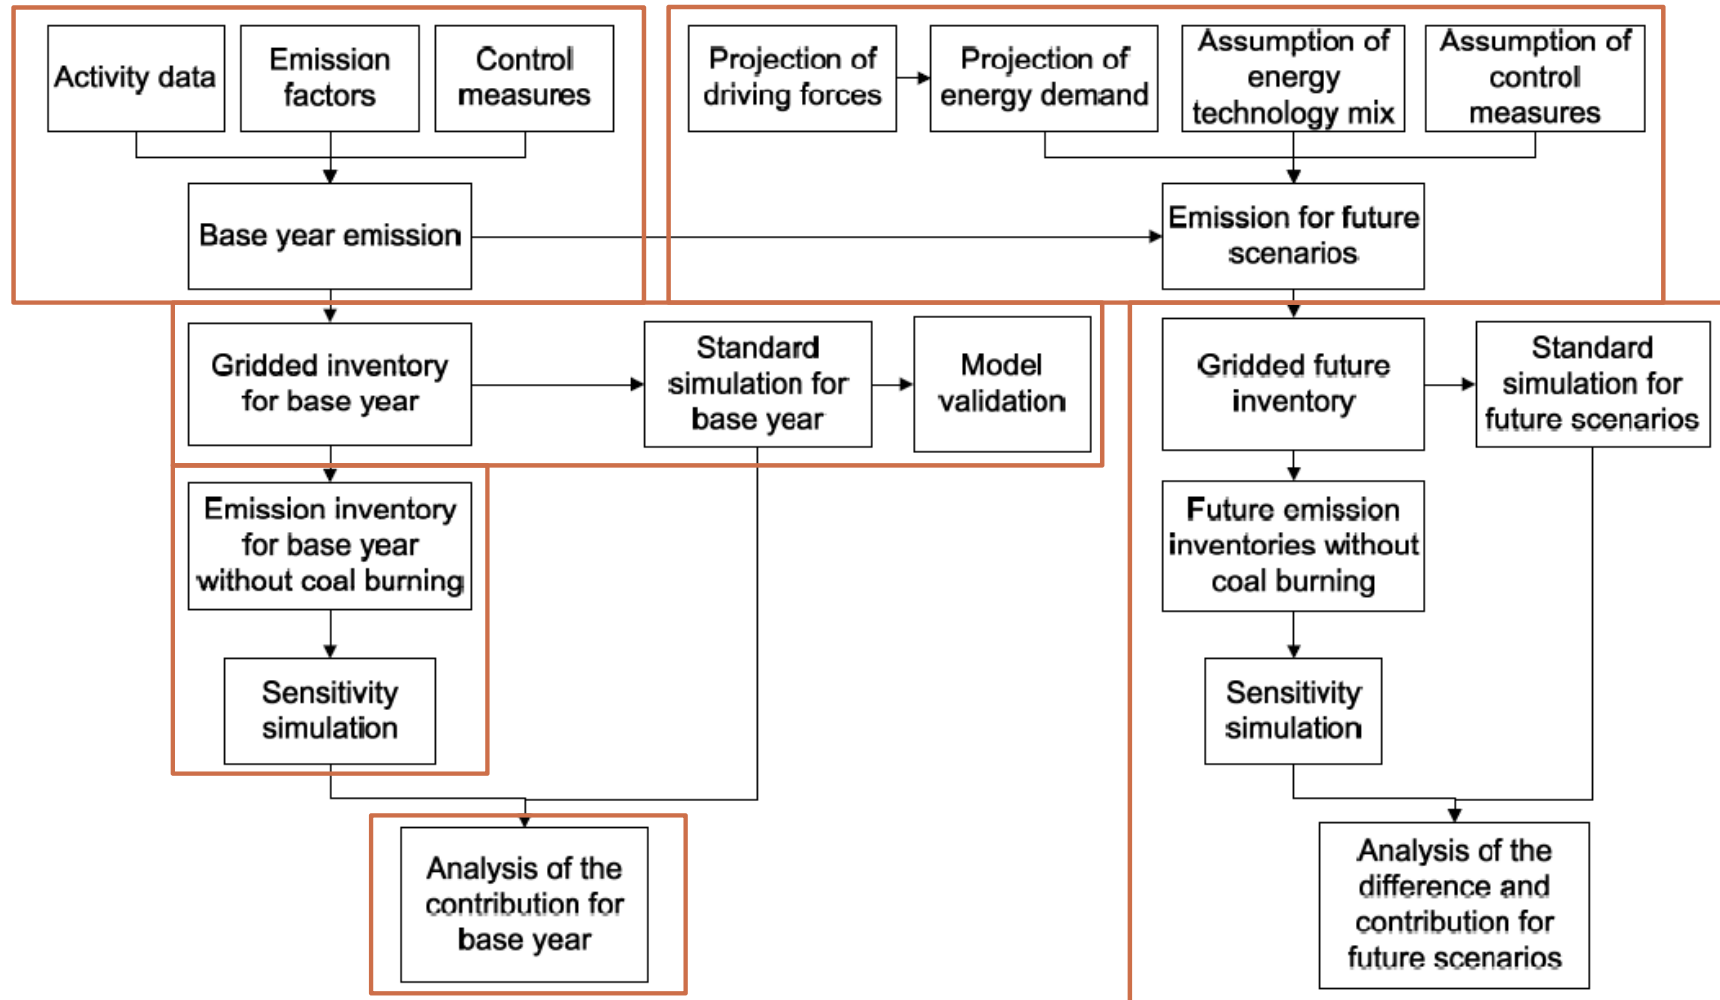 Activity data
Emission
factors
Control
measures
Projection of
driving forces
Projection of
energy demand
Assumption of
energy
technology mix
Assumption of
control
measures
Base year emission
Emission for future
scenarios
Gridded inventory
for base year
Standard
simulation for
base year
Model
validation
Gridded future
inventory
Standard
simulation for
future scenarios
Emission inventory
for base year
without coal burning
Future emission
inventories without
coal burning
Sensitivity
simulation
Sensitivity
simulation
Analysis of the
contribution for
base year
Analysis of the
difference and
contribution for
future scenarios